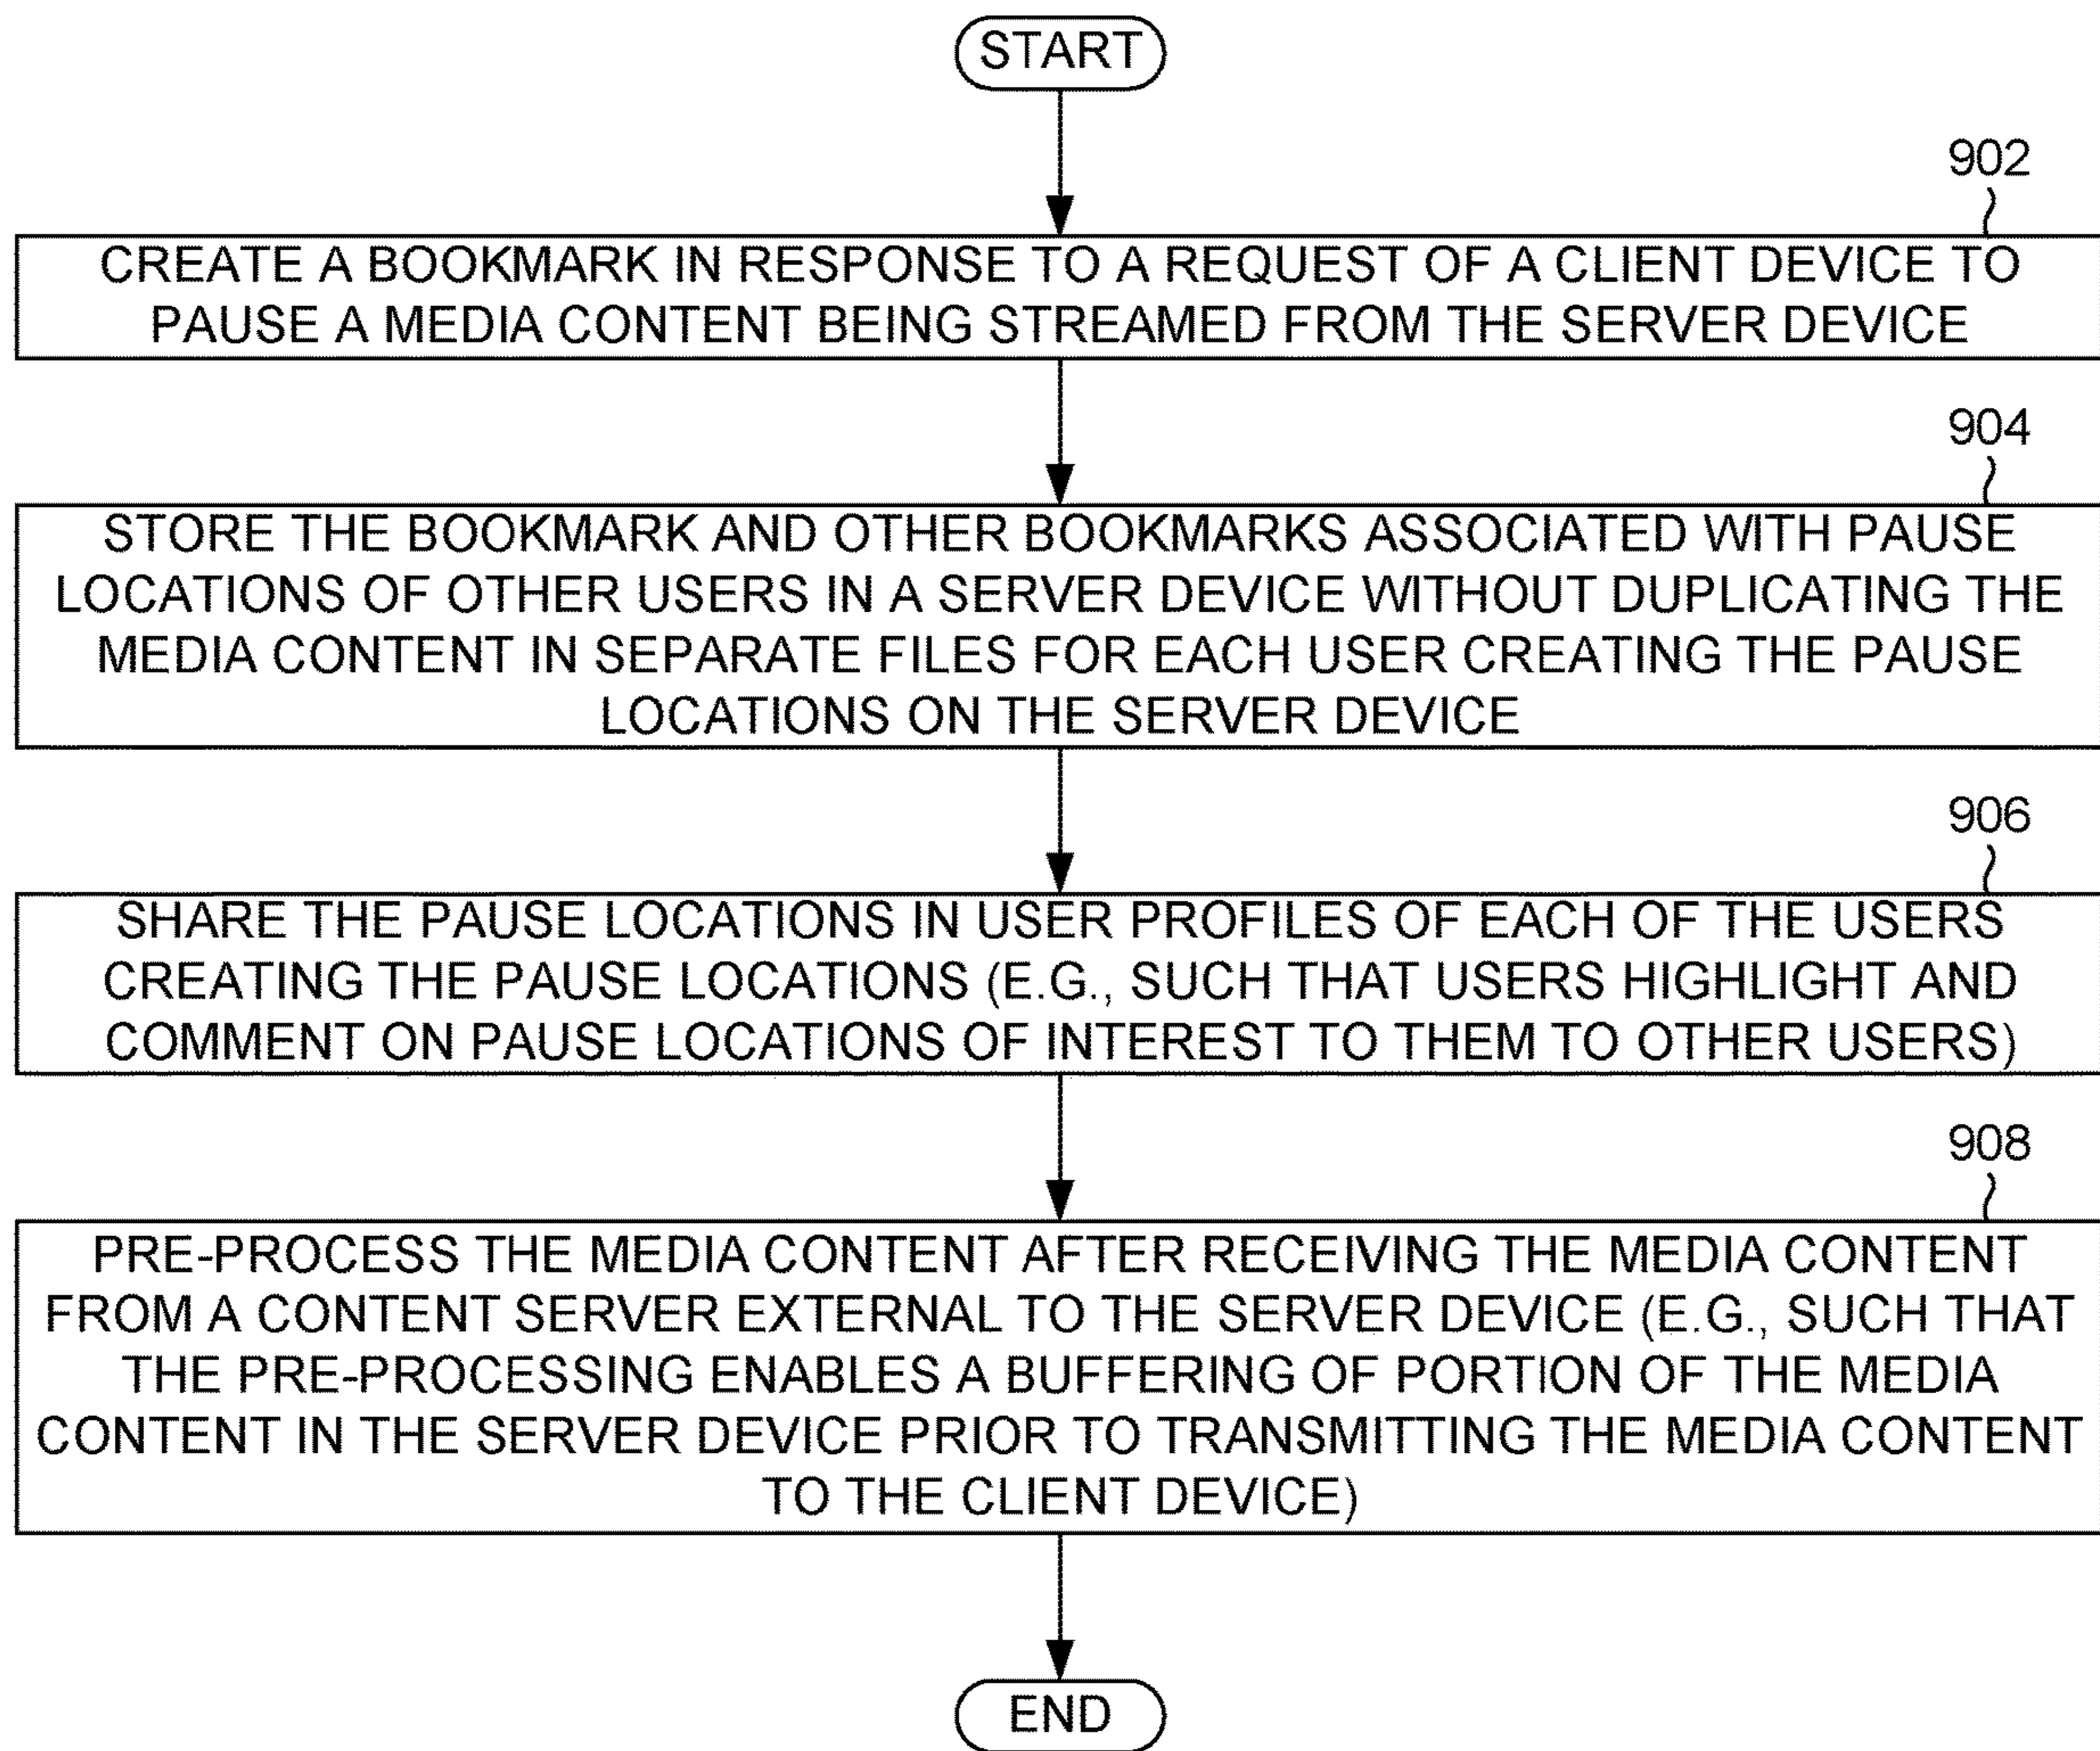 START
902
CREATE A BOOKMARK IN RESPONSE TO A REQUEST OF A CLIENT DEVICE TO
PAUSE A MEDIA CONTENT BEING STREAMED FROM THE SERVER DEVICE
904
STORE THE BOOKMARK AND OTHER BOOKMARKS ASSOCIATED WITH PAUSE
LOCATIONS OF OTHER USERS IN A SERVER DEVICE WITHOUT DUPLICATING THE
MEDIA CONTENT IN SEPARATE FILES FOR EACH USER CREATING THE PAUSE
LOCATIONS ON THE SERVER DEVICE
906
SHARE THE PAUSE LOCATIONS IN USER PROFILES OF EACH OF THE USERS
CREATING THE PAUSE LOCATIONS (E.G., SUCH THAT USERS HIGHLIGHT AND
COMMENT ON PAUSE LOCATIONS OF INTEREST TO THEM TO OTHER USERS)
908
PRE-PROCESS THE MEDIA CONTENT AFTER RECEIVING THE MEDIA CONTENT
FROM A CONTENT SERVER EXTERNAL TO THE SERVER DEVICE (E.G., SUCH THAT
THE PRE-PROCESSING ENABLES A BUFFERING OF PORTION OF THE MEDIA
CONTENT IN THE SERVER DEVICE PRIOR TO TRANSMITTING THE MEDIA CONTENT
TO THE CLIENT DEVICE)
END